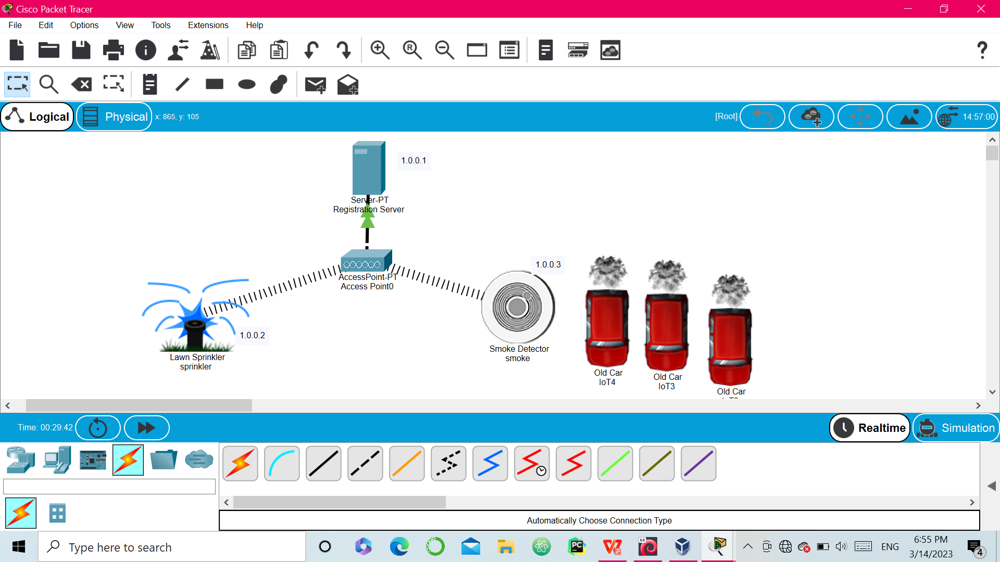 Cisco Packet Tracer
File Edit Options View Tools Extensions Help
Logical Physical x: 865, y: 105 [Root] 14:57:00
1.0.0.1
Server-PT
Registration Server
1.0.0.3
AccessPoint-PT
Access Point0
1.0.0.2
Smoke Detector
smoke
Lawn Sprinkler
sprinkler
Old Car
IoT4
Old Car
IoT3
Old Car
Time: 00:29:42 Realtime Simulation
Automatically Choose Connection Type
Type here to search
ENG
6:55 PM
3/14/2023
4